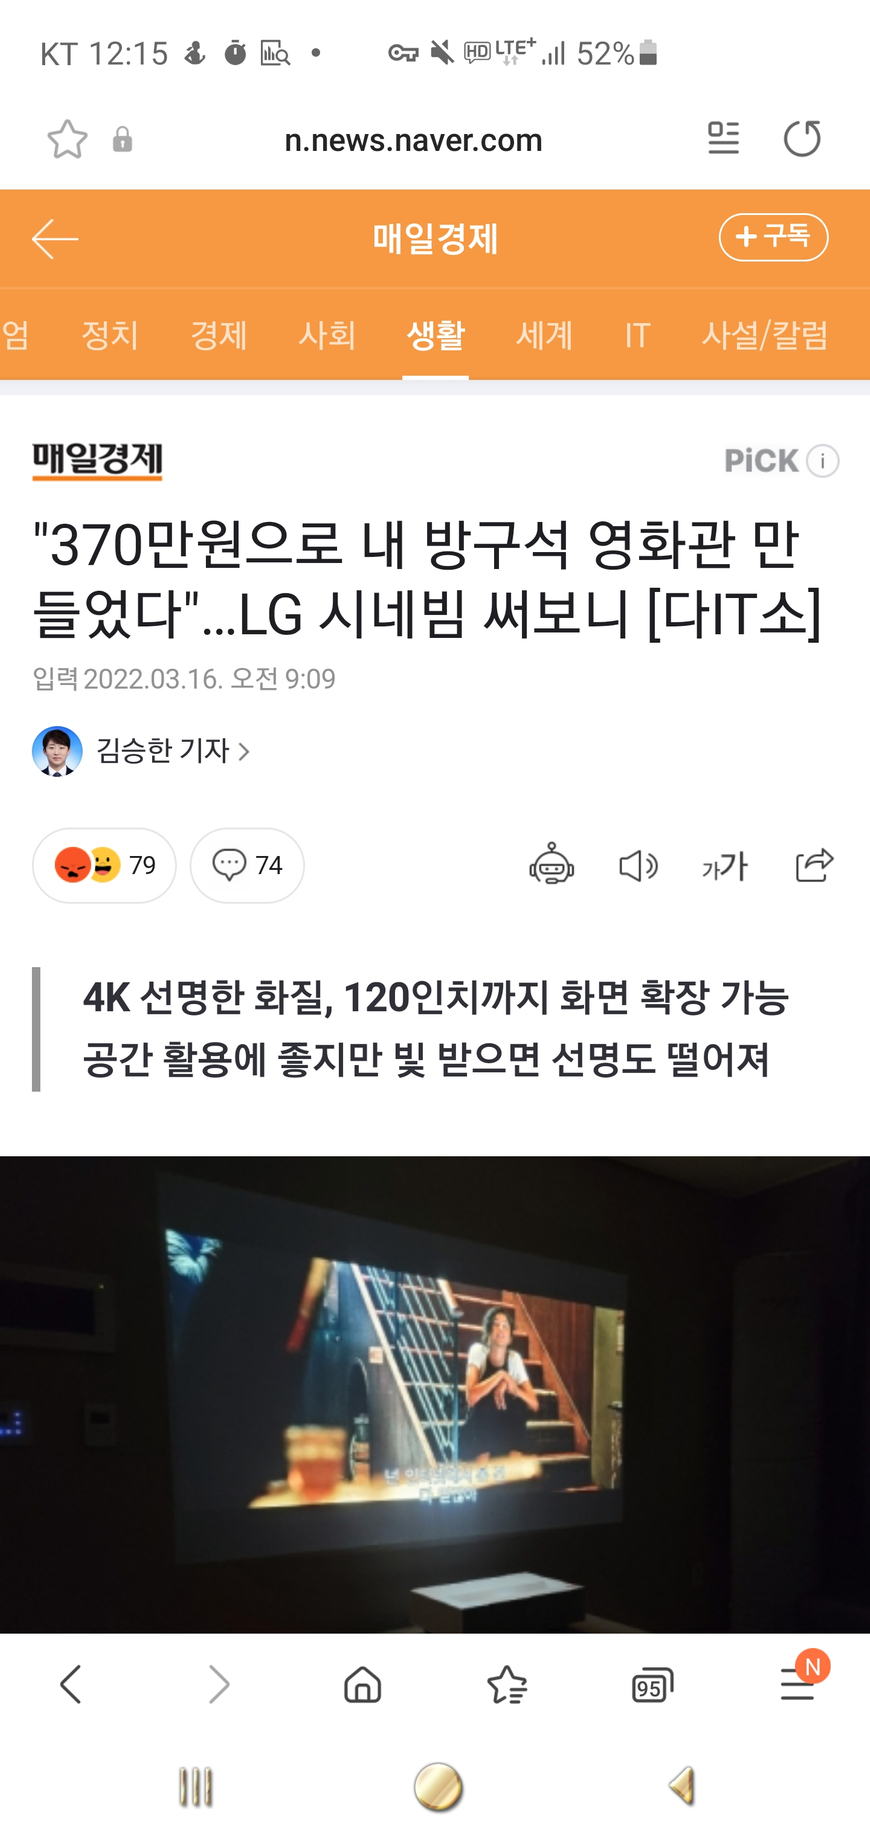 KT 12:15 HD LTE+ 52%
n.news.naver.com
매일경제 + 구독
엄 정치 경제 사회 생활 세계 IT 사설/칼럼
매일경제 PiCK i
"370만원으로 내 방구석 영화관 만
들었다"...LG 시네빔 써보니 [다IT소]
입력 2022.03.16. 오전 9:09
김승한 기자 >
79 74 가가
4K 선명한 화질, 120인치까지 화면 확장 가능
공간 활용에 좋지만 빛 받으면 선명도 떨어져
95 N